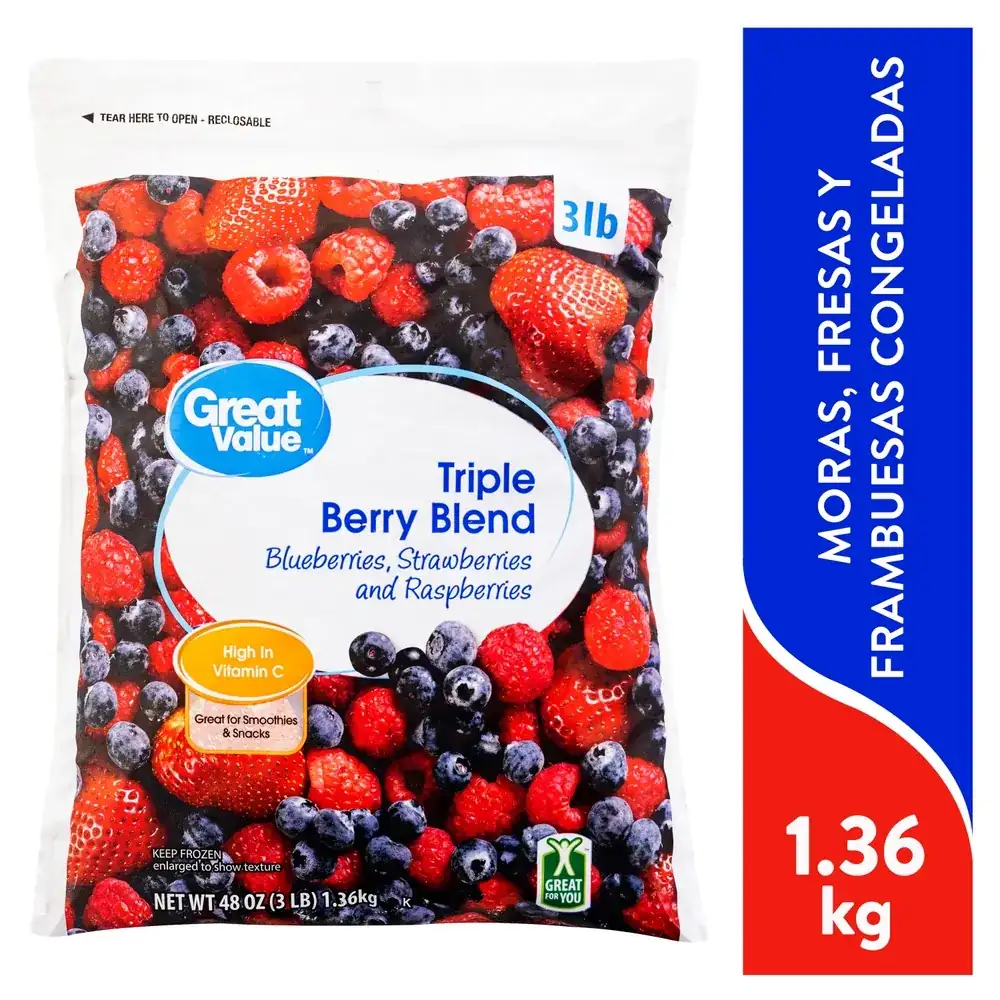 ◀ TEAR HERE TO OPEN - RECLOSABLE
3lb
Great
Value™
Triple
Berry Blend
Blueberries, Strawberries
and Raspberries
High In
Vitamin C
Great for Smoothies
& Snacks
KEEP FROZEN
enlarged to show texture
NET WT 48 OZ (3 LB) 1.36kg
K
GREAT
FOR YOU
MORAS, FRESAS Y
FRAMBUESAS CONGELADAS
1.36
kg